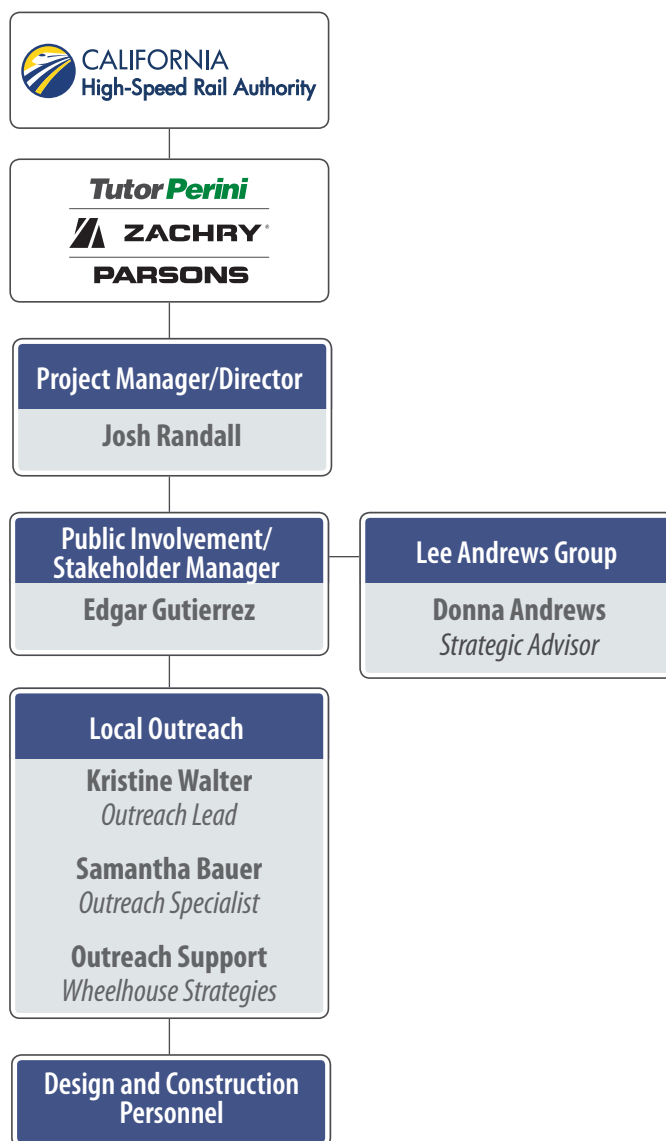 CALIFORNIA
High-Speed Rail Authority
Tutor Perini
ZACHRY®
PARSONS
Project Manager/Director
Josh Randall
Public Involvement/
Stakeholder Manager
Edgar Gutierrez
Lee Andrews Group
Donna Andrews
Strategic Advisor
Local Outreach
Kristine Walter
Outreach Lead
Samantha Bauer
Outreach Specialist
Outreach Support
Wheelhouse Strategies
Design and Construction
Personnel